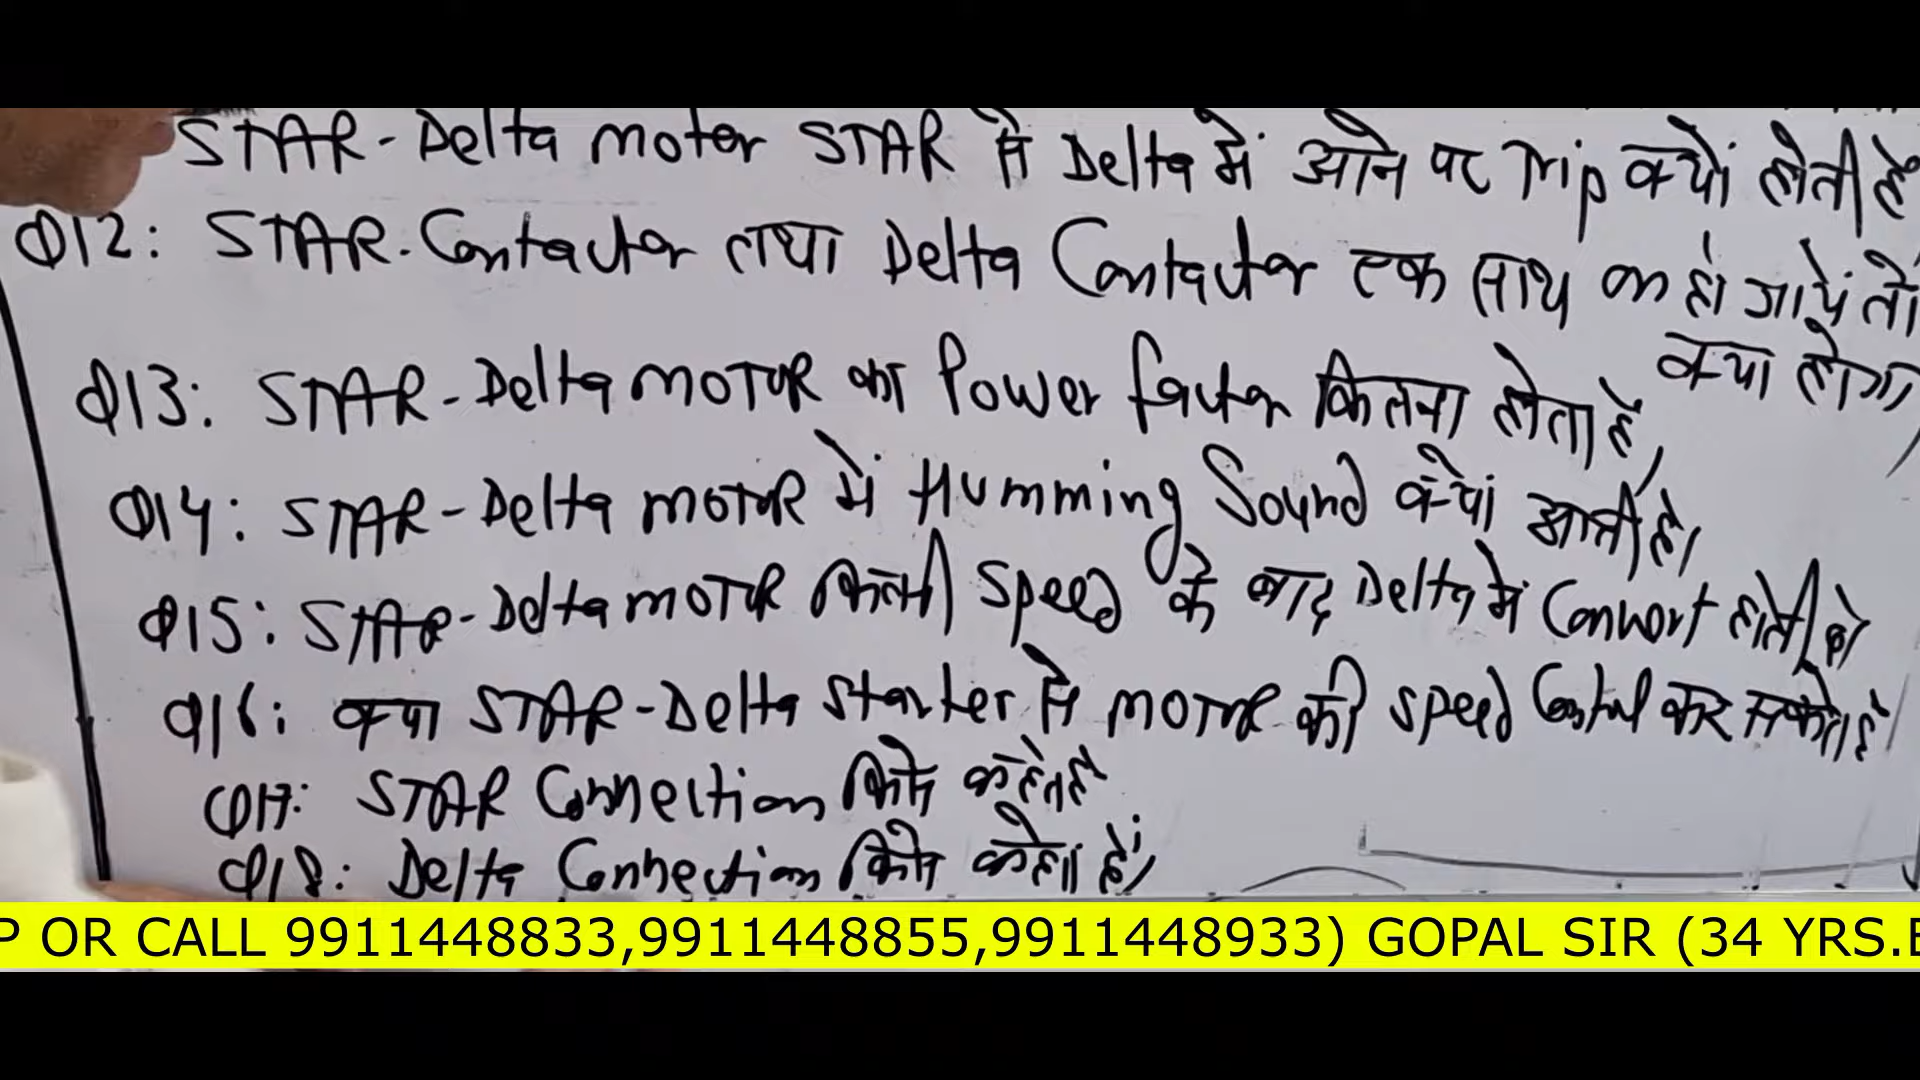 STAR-Delta motor STAR से Delta में आने पर Trip क्यों होती है
Q12: STAR-Contactor तथा Delta Contactor एक साथ on हो जाये तो
क्या होगा
Q13: STAR-Delta MOTOR का Power factor कितना होता है,
Q14: STAR-Delta MOTOR में Humming Sound क्यों आती है।
Q15: STAR-Delta MOTOR कितनी Speed के बाद Delta में Convert होती है
Q16: क्या STAR-Delta Starter से MOTOR की speed Control कर सकते है
Q17: STAR Connection किसे कहते है
Q18: Delta Connection किसे कहते है।
P OR CALL 9911448833,9911448855,9911448933) GOPAL SIR (34 YRS.E